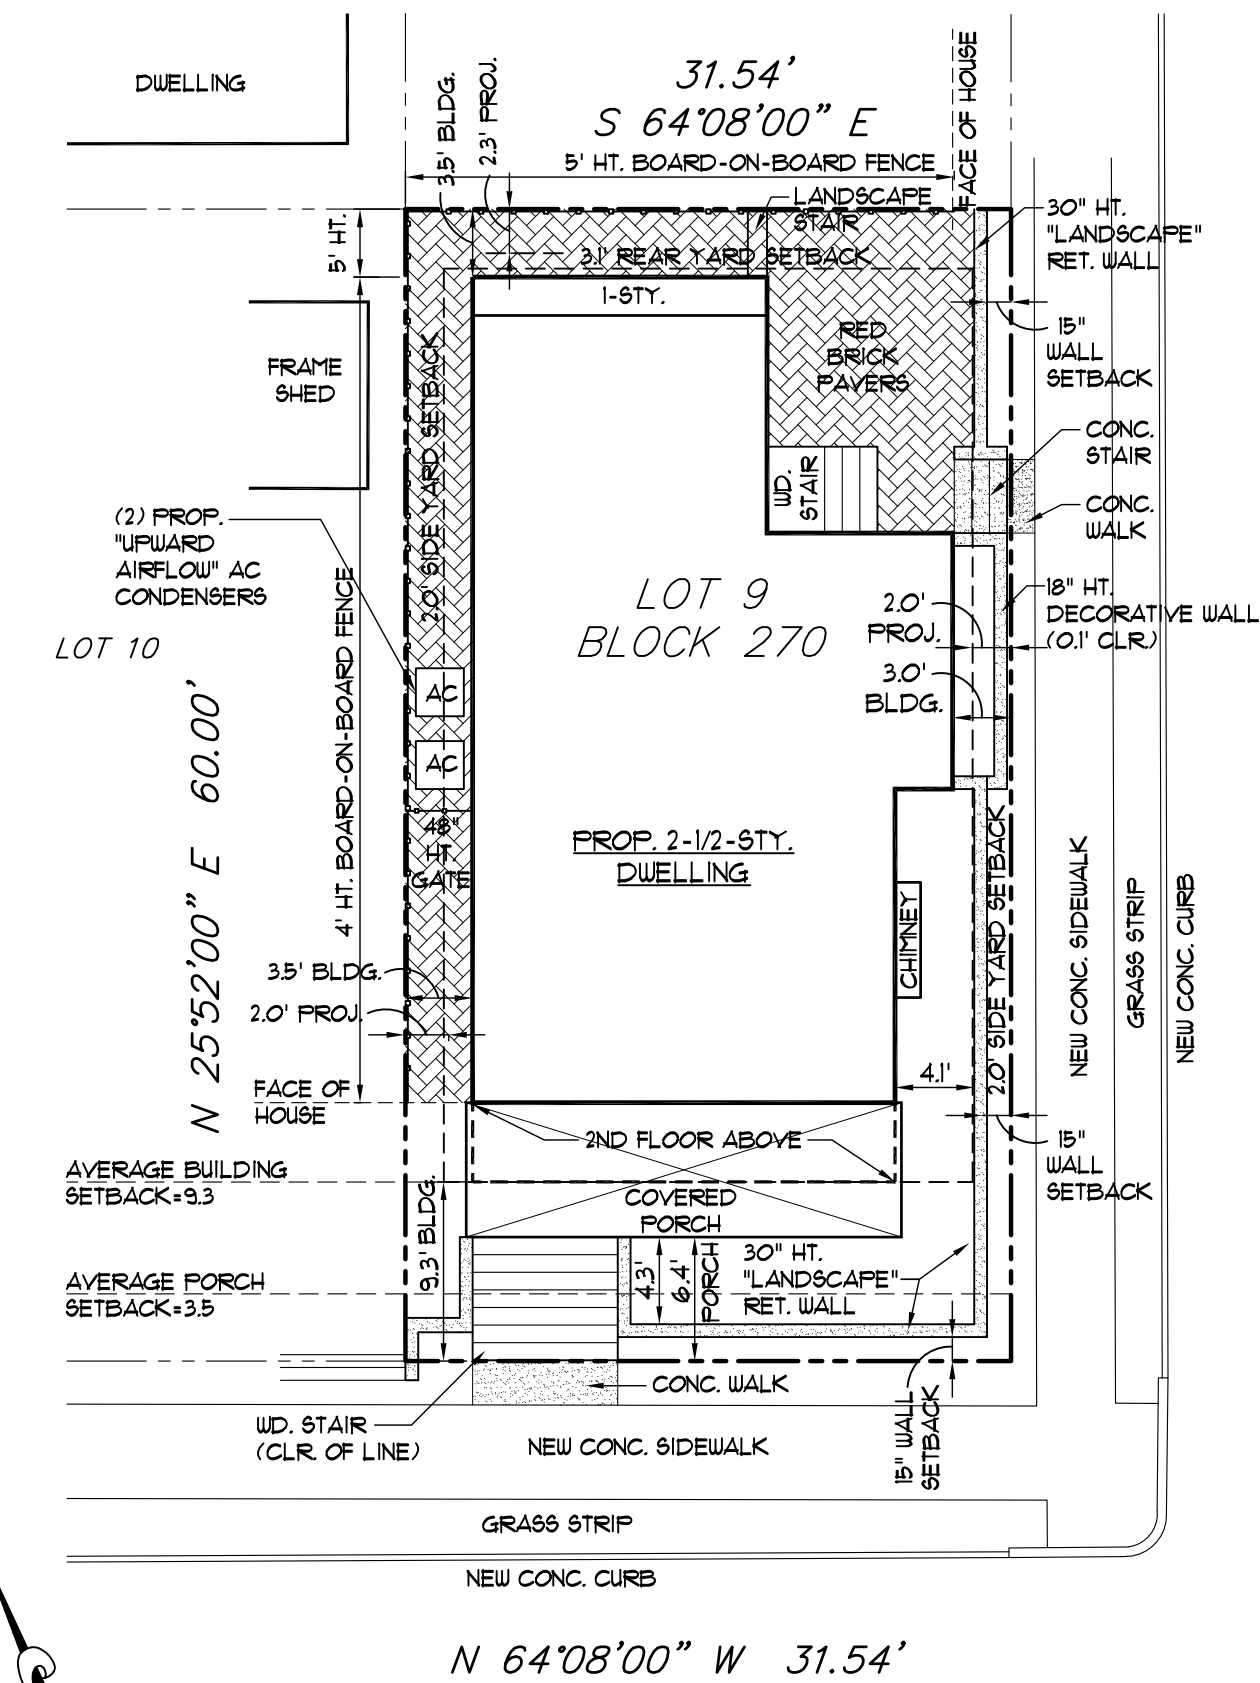 DWELLING
3.5' BLDG.
2.3' PROJ.
31.54'
S 64°08'00" E
5' HT. BOARD-ON-BOARD FENCE
FACE OF HOUSE
LANDSCAPE
STAIR
3.1' REAR YARD SETBACK
30" HT.
"LANDSCAPE"
RET. WALL
5' HT.
1-STY.
15"
WALL
SETBACK
RED
BRICK
PAVERS
FRAME
SHED
2.0' SIDE YARD SETBACK
CONC.
STAIR
WD.
STAIR
CONC.
WALK
(2) PROP.
"UPWARD
AIRFLOW" AC
CONDENSERS
LOT 9
BLOCK 270
2.0'
PROJ.
18" HT.
DECORATIVE WALL
(0.1' CLR.)
LOT 10
3.0'
BLDG.
AC
AC
4' HT. BOARD-ON-BOARD FENCE
N 25°52'00" E 60.00'
48"
HT.
GATE
PROP. 2-1/2-STY.
DWELLING
CHIMNEY
2.0' SIDE YARD SETBACK
NEW CONC. SIDEWALK
GRASS STRIP
NEW CONC. CURB
3.5' BLDG.
2.0' PROJ.
4.1'
FACE OF
HOUSE
2ND FLOOR ABOVE
15"
WALL
SETBACK
AVERAGE BUILDING
SETBACK=9.3
9.3' BLDG.
COVERED
PORCH
4.3'
6.4'
PORCH
30" HT.
"LANDSCAPE"
RET. WALL
AVERAGE PORCH
SETBACK=3.5
CONC. WALK
15" WALL
SETBACK
WD. STAIR
(CLR. OF LINE)
NEW CONC. SIDEWALK
GRASS STRIP
NEW CONC. CURB
N 64°08'00" W 31.54'